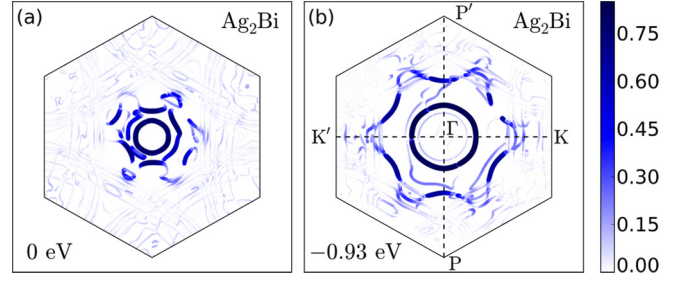 (a)
Ag₂Bi
0 eV
(b)
P′
Ag₂Bi
K′
Γ
K
−0.93 eV
P
0.75
0.60
0.45
0.30
0.15
0.00